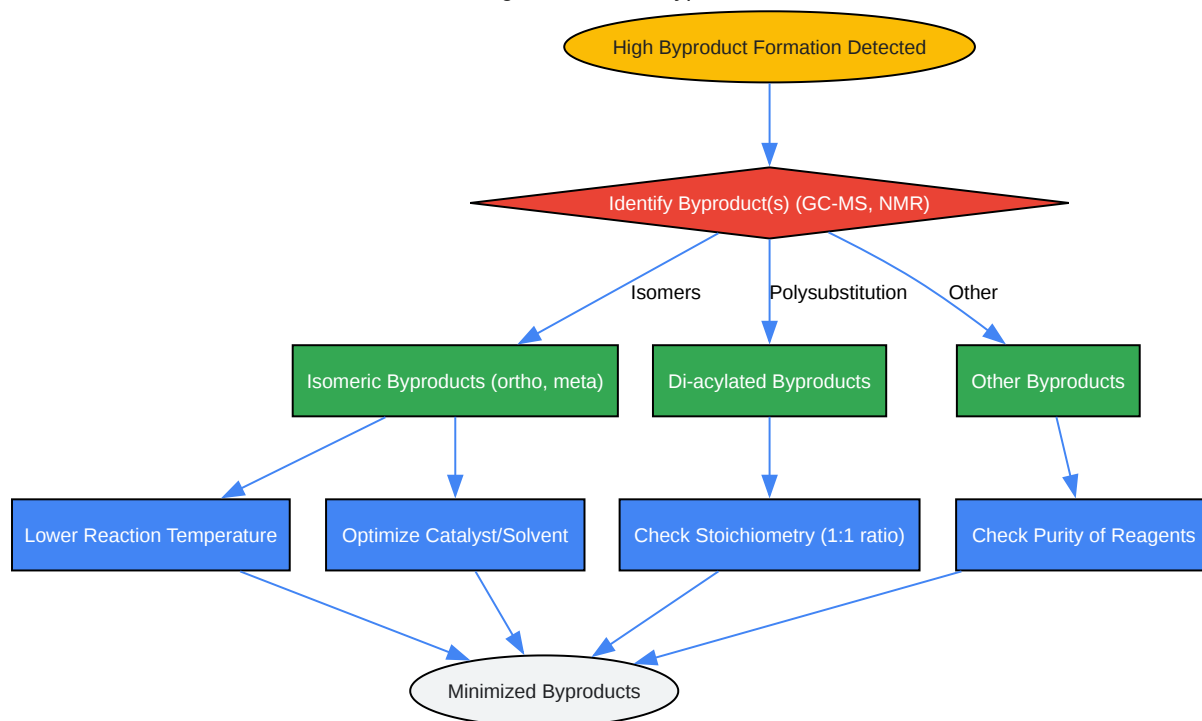 High Byproduct Formation Detected
Identify Byproduct(s) (GC-MS, NMR)
Isomers
Polysubstitution
Other
Isomeric Byproducts (ortho, meta)
Di-acylated Byproducts
Other Byproducts
Lower Reaction Temperature
Optimize Catalyst/Solvent
Check Stoichiometry (1:1 ratio)
Check Purity of Reagents
Minimized Byproducts